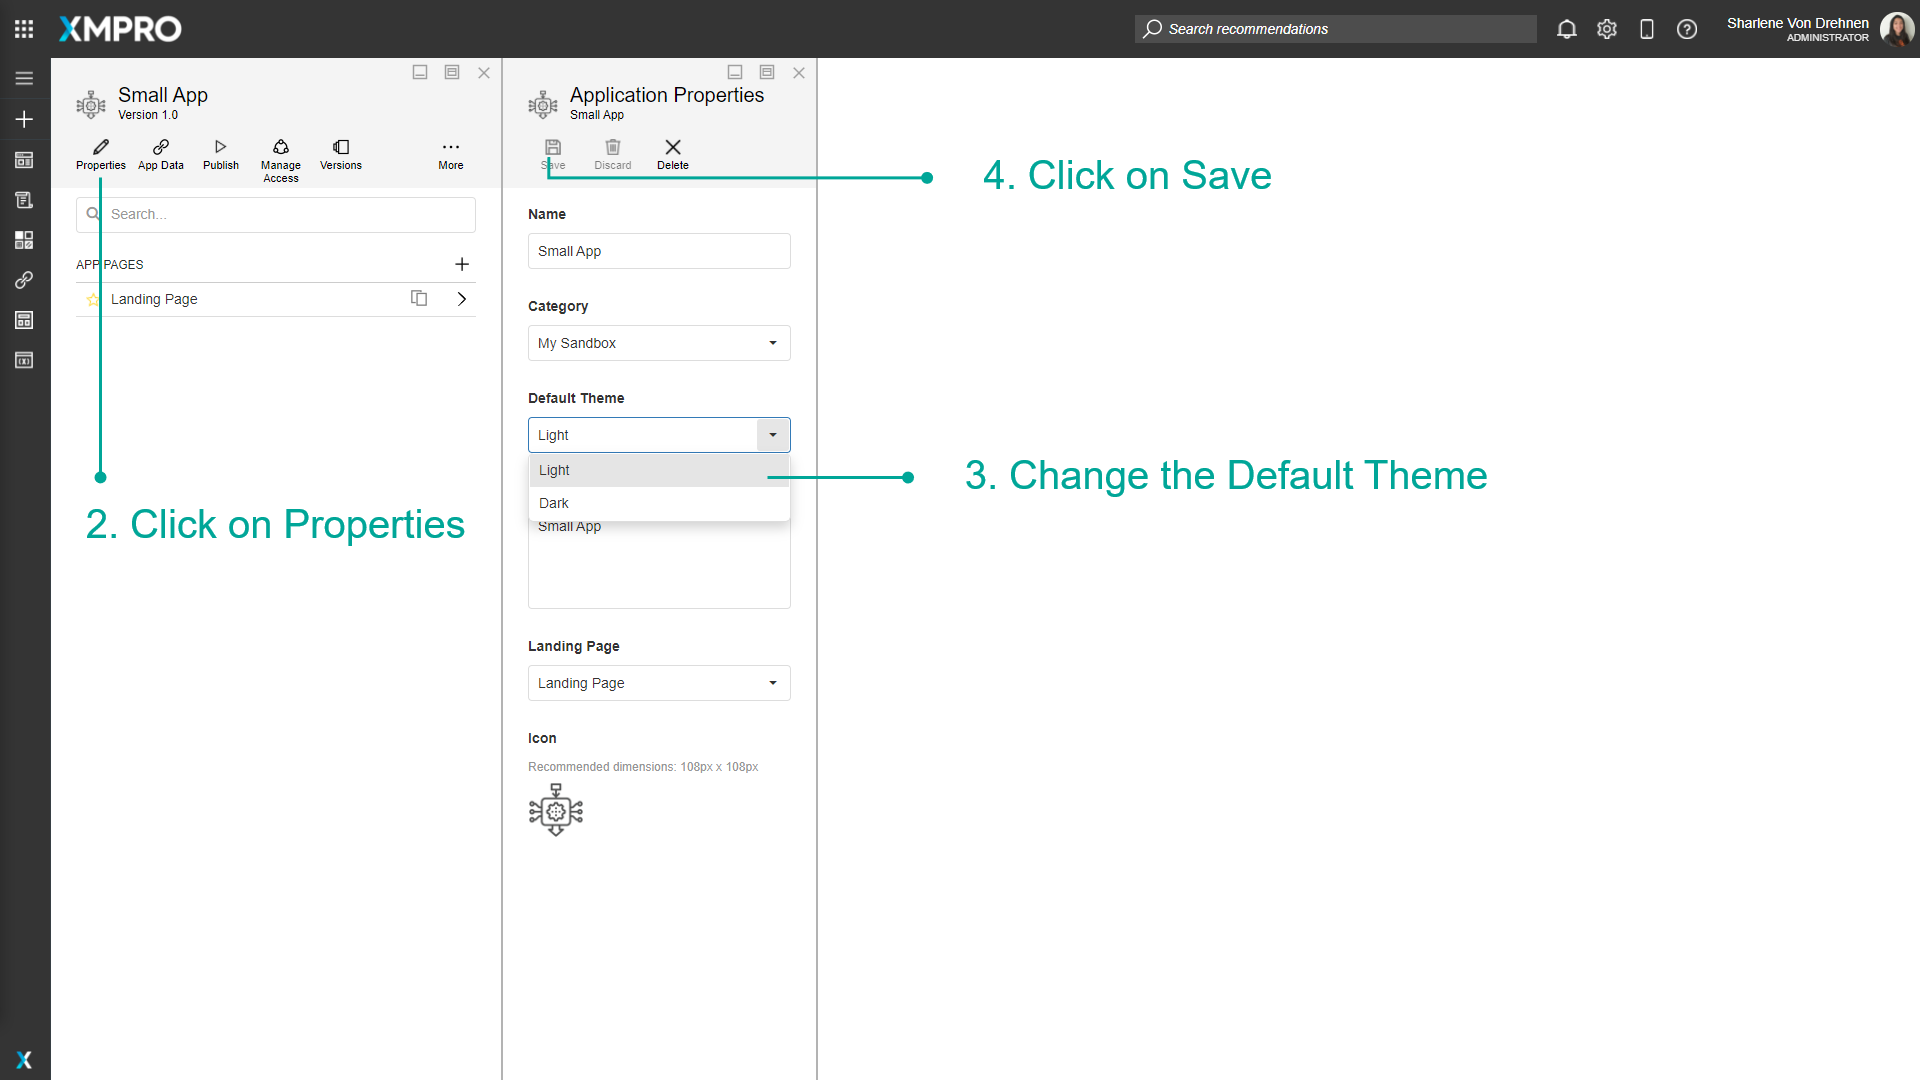 XMPRO
Search recommendations
Sharlene Von Drehnen
ADMINISTRATOR
Small App
Version 1.0
Properties
App Data
Publish
Manage
Access
Versions
More
Search...
APP PAGES
Landing Page
2. Click on Properties
Application Properties
Small App
Save
Discard
Delete
4. Click on Save
Name
Small App
Category
My Sandbox
Default Theme
Light
Light
Dark
3. Change the Default Theme
Small App
Landing Page
Landing Page
Icon
Recommended dimensions: 108px x 108px